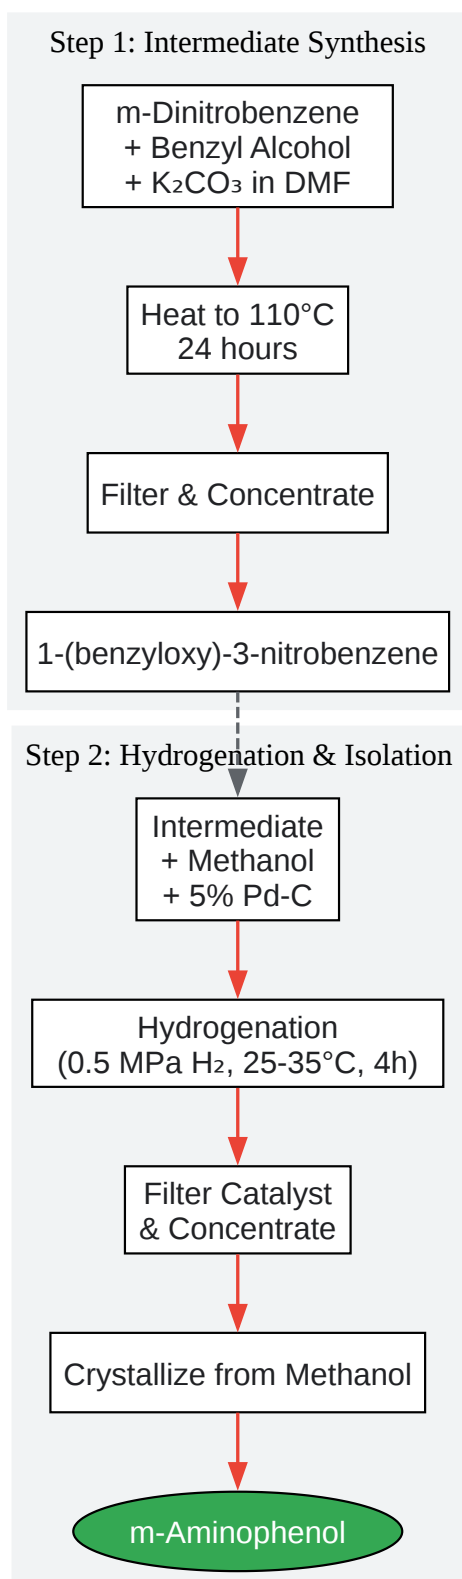 Step 1: Intermediate Synthesis
m-Dinitrobenzene
+ Benzyl Alcohol
+ K₂CO₃ in DMF
Heat to 110°C
24 hours
Filter & Concentrate
1-(benzyloxy)-3-nitrobenzene
Step 2: Hydrogenation & Isolation
Intermediate
+ Methanol
+ 5% Pd-C
Hydrogenation
(0.5 MPa H₂, 25-35°C, 4h)
Filter Catalyst
& Concentrate
Crystallize from Methanol
m-Aminophenol